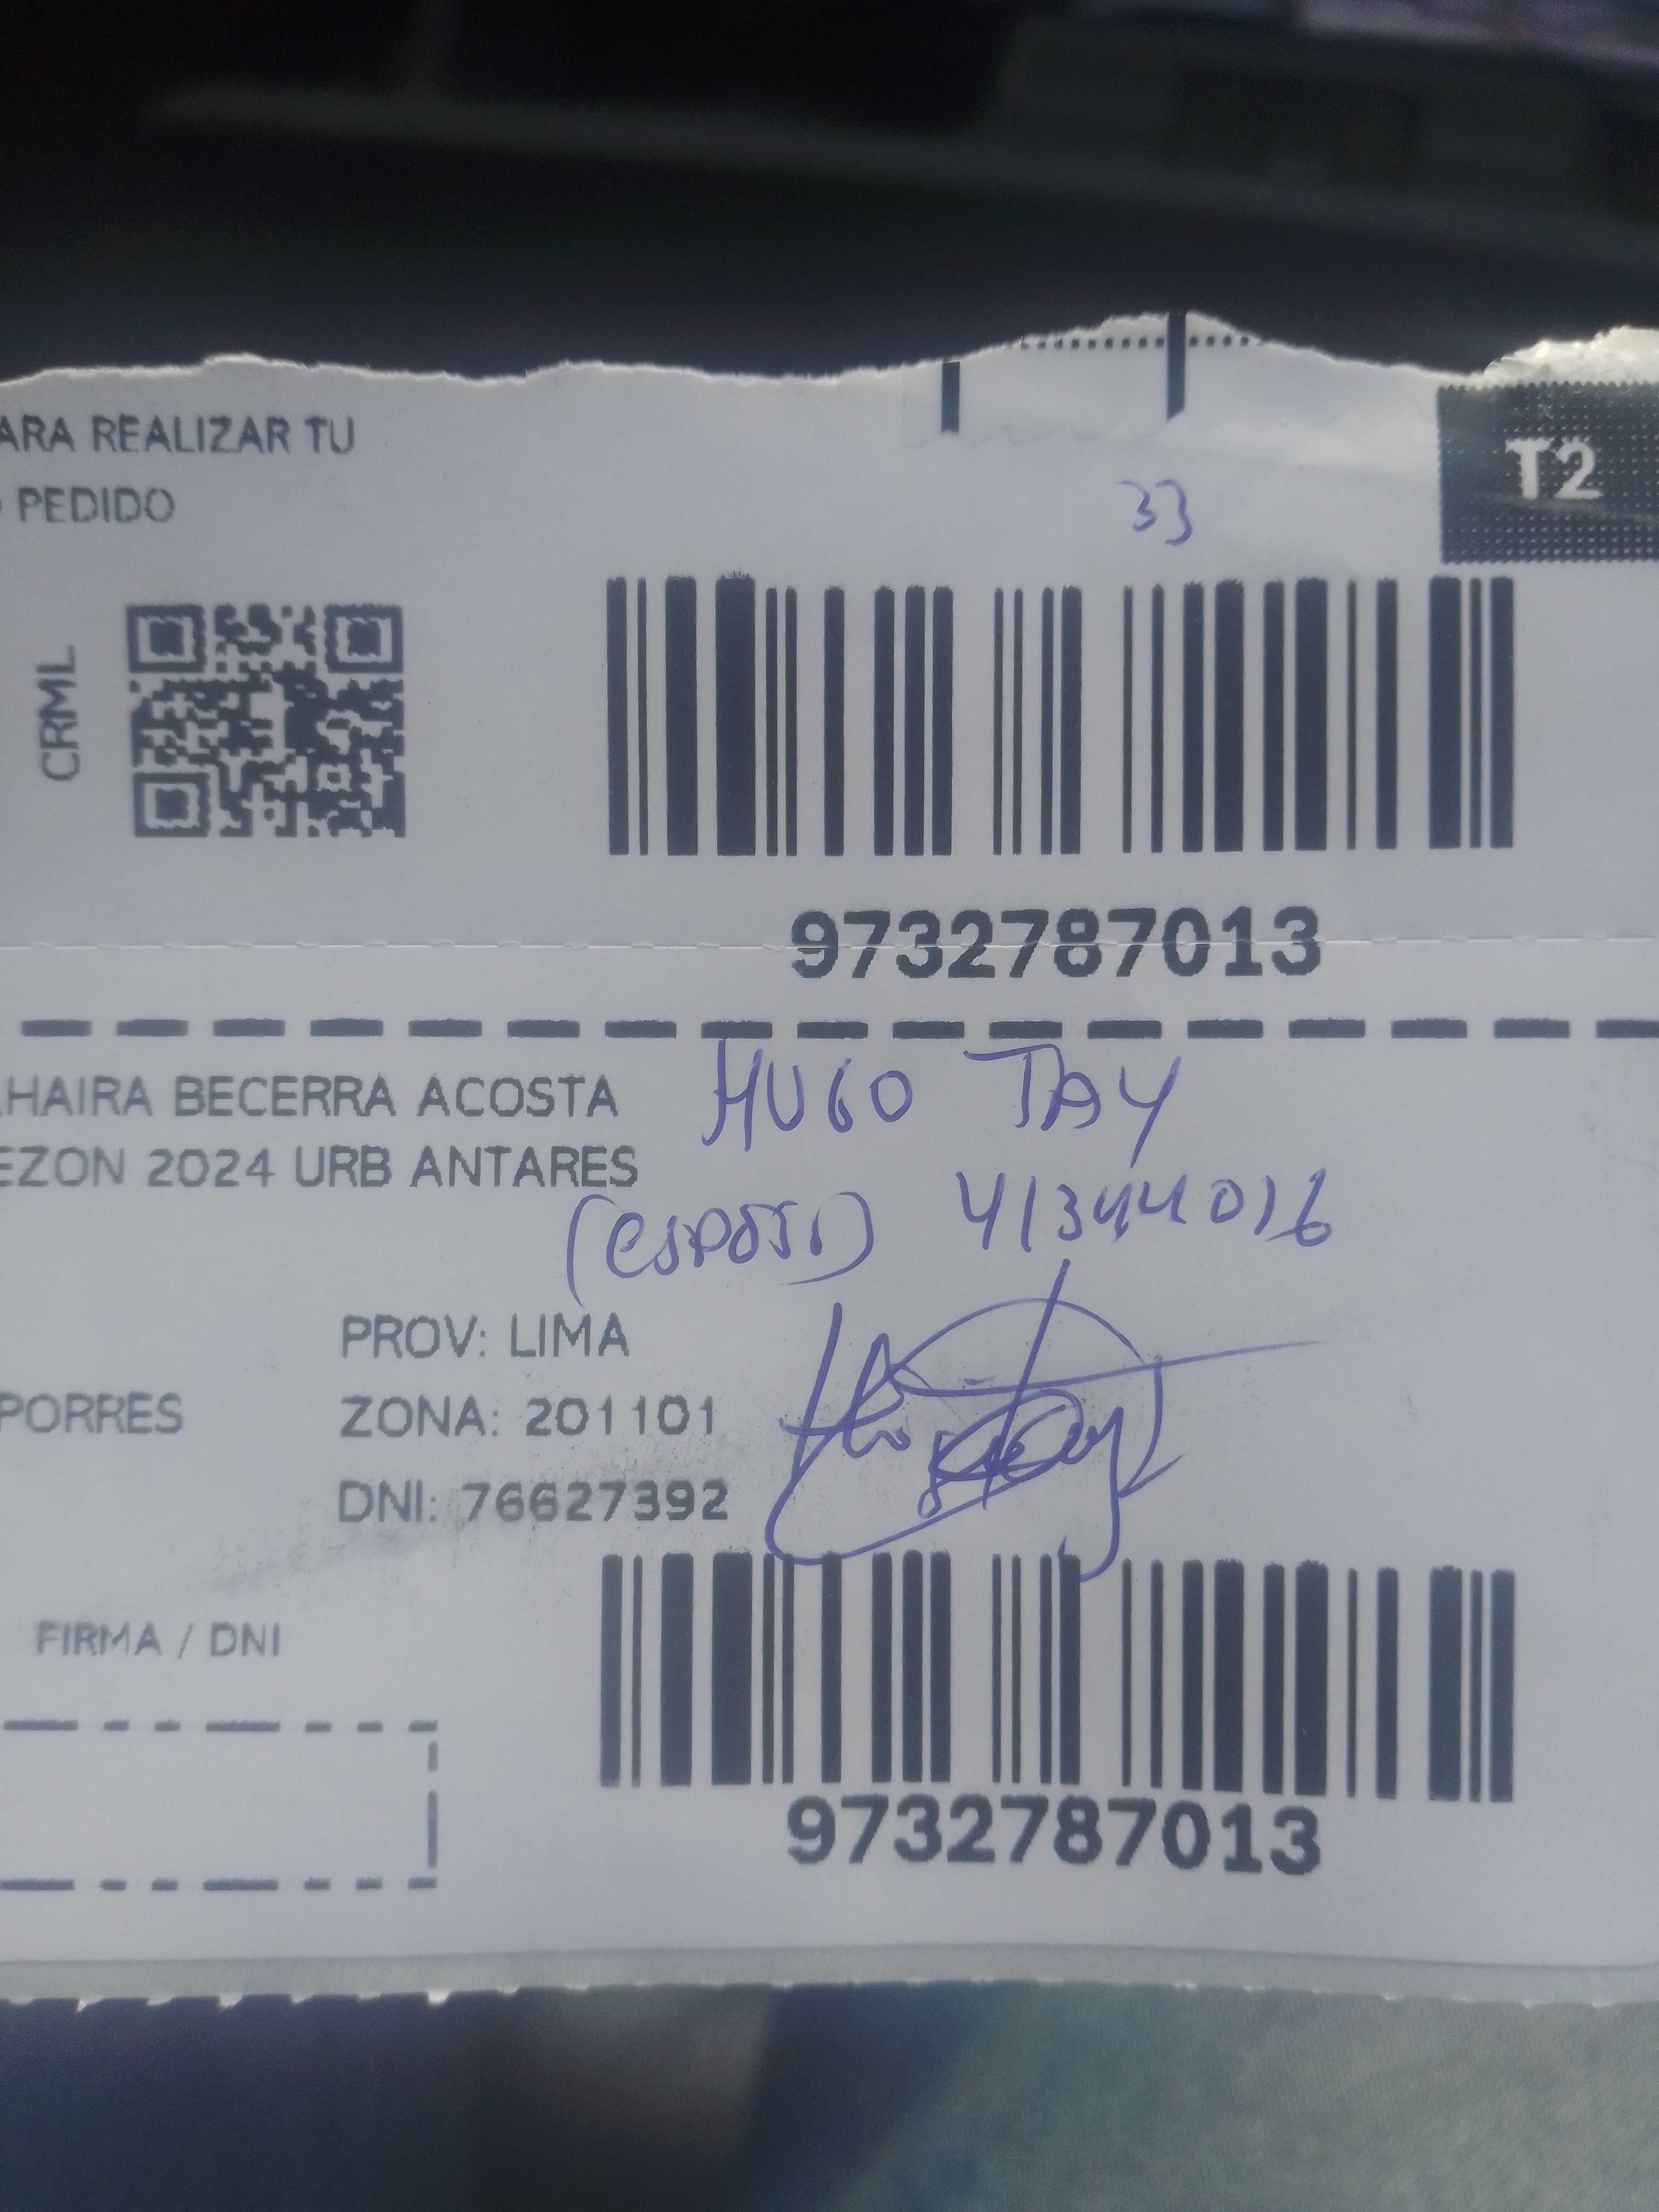 ARA REALIZAR TU
PEDIDO
T2
33
CRML
9732787013
HAIRA BECERRA ACOSTA
HUGO TAY
EZON 2024 URB ANTARES
(ESPOSO) 41344016
PROV: LIMA
PORRES
ZONA: 201101
DNI: 76627392
FIRMA / DNI
9732787013